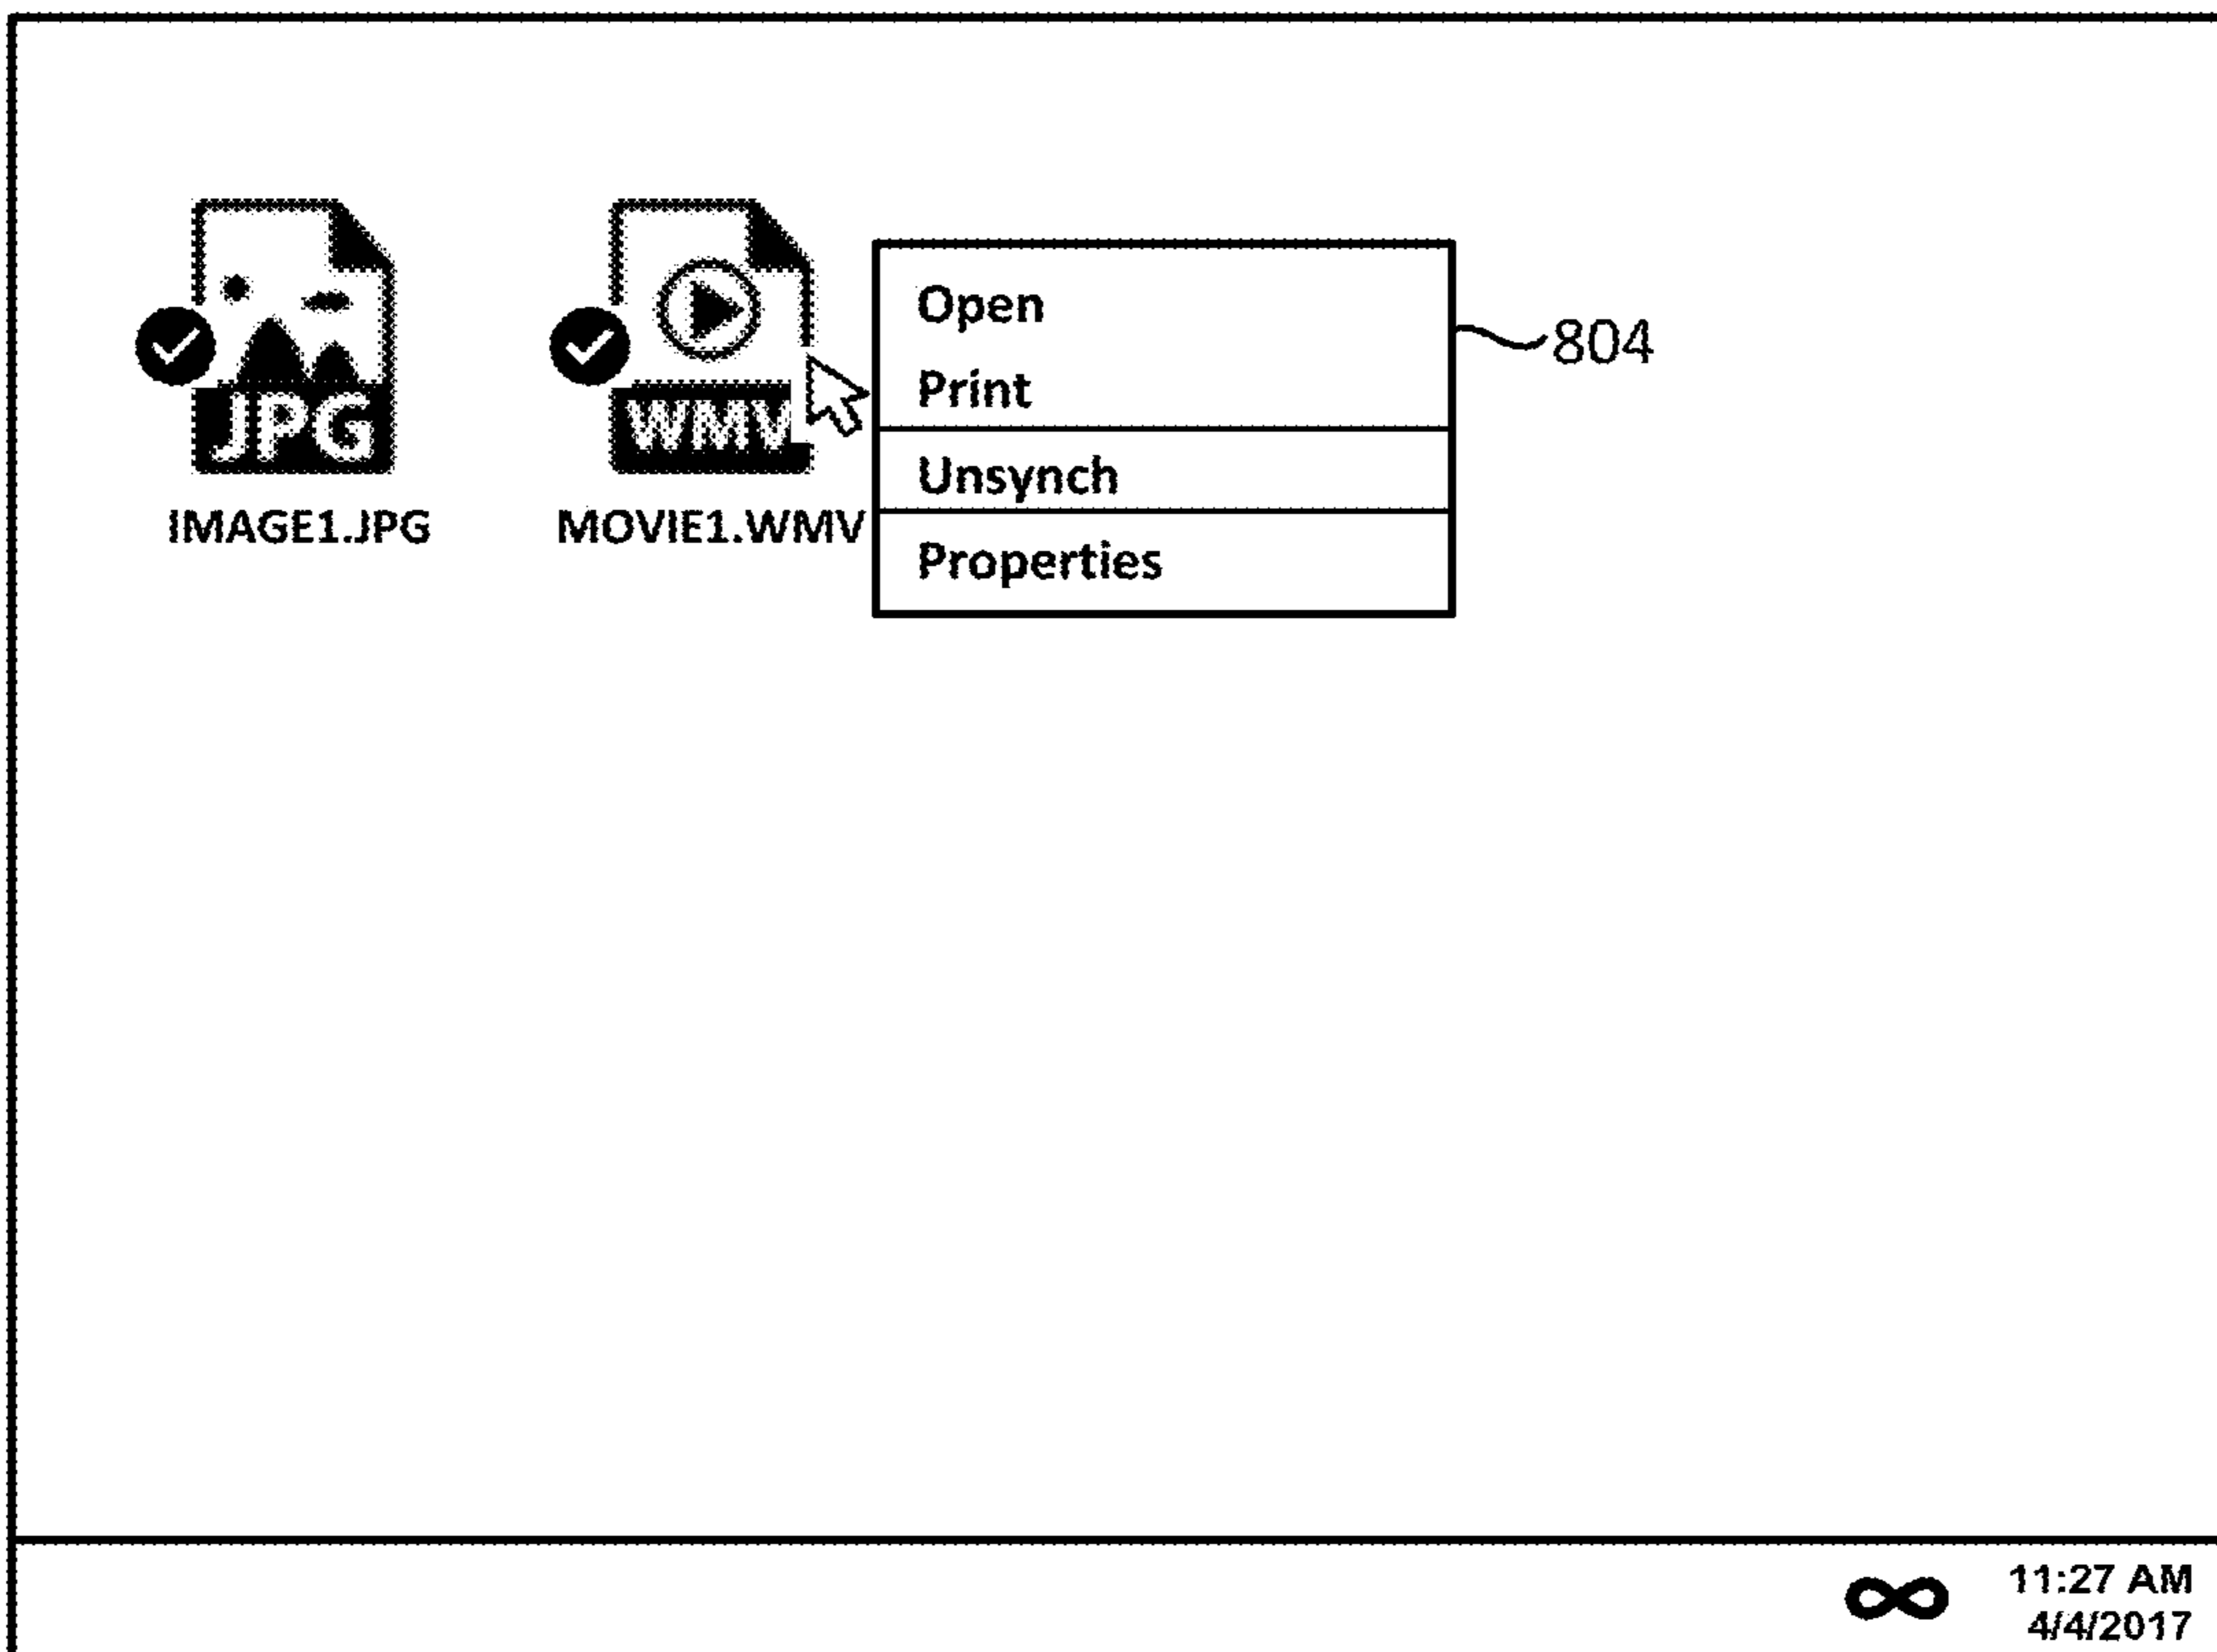 JPG
IMAGE1.JPG
WMV
MOVIE1.WMV
Open
Print
Unsynch
Properties
804
11:27 AM
4/4/2017